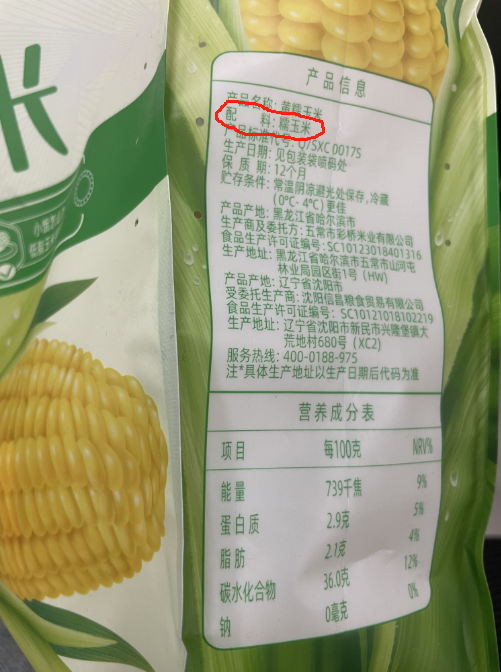 米
产品信息
产品名称：黄糯玉米
配　料：糯玉米
产品标准代号：Q/SXC 0017S
生产日期：见包装袋喷码处
保 质 期：12个月
贮存条件：常温阴凉避光处保存，冷藏
(0℃- 4℃) 更佳
产品产地：黑龙江省哈尔滨市
生产商及委托方：五常市彩桥米业有限公司
食品生产许可证编号：SC10123018401316
生产地址：黑龙江省哈尔滨市五常市山河屯
林业局园区街1号（HW）
产品产地：辽宁省沈阳市
受委托生产商：沈阳信昌粮食贸易有限公司
食品生产许可证编号：SC10121018102219
生产地址：辽宁省沈阳市新民市兴隆堡镇大
荒地村680号（XC2）
服务热线：400-0188-975
注*具体生产地址以生产日期后代码为准
营养成分表
项目 每100克 NRV%
能量 739千焦 9%
蛋白质 2.9克 5%
脂肪 2.1克 4%
碳水化合物 36.0克 12%
钠 0毫克 0%